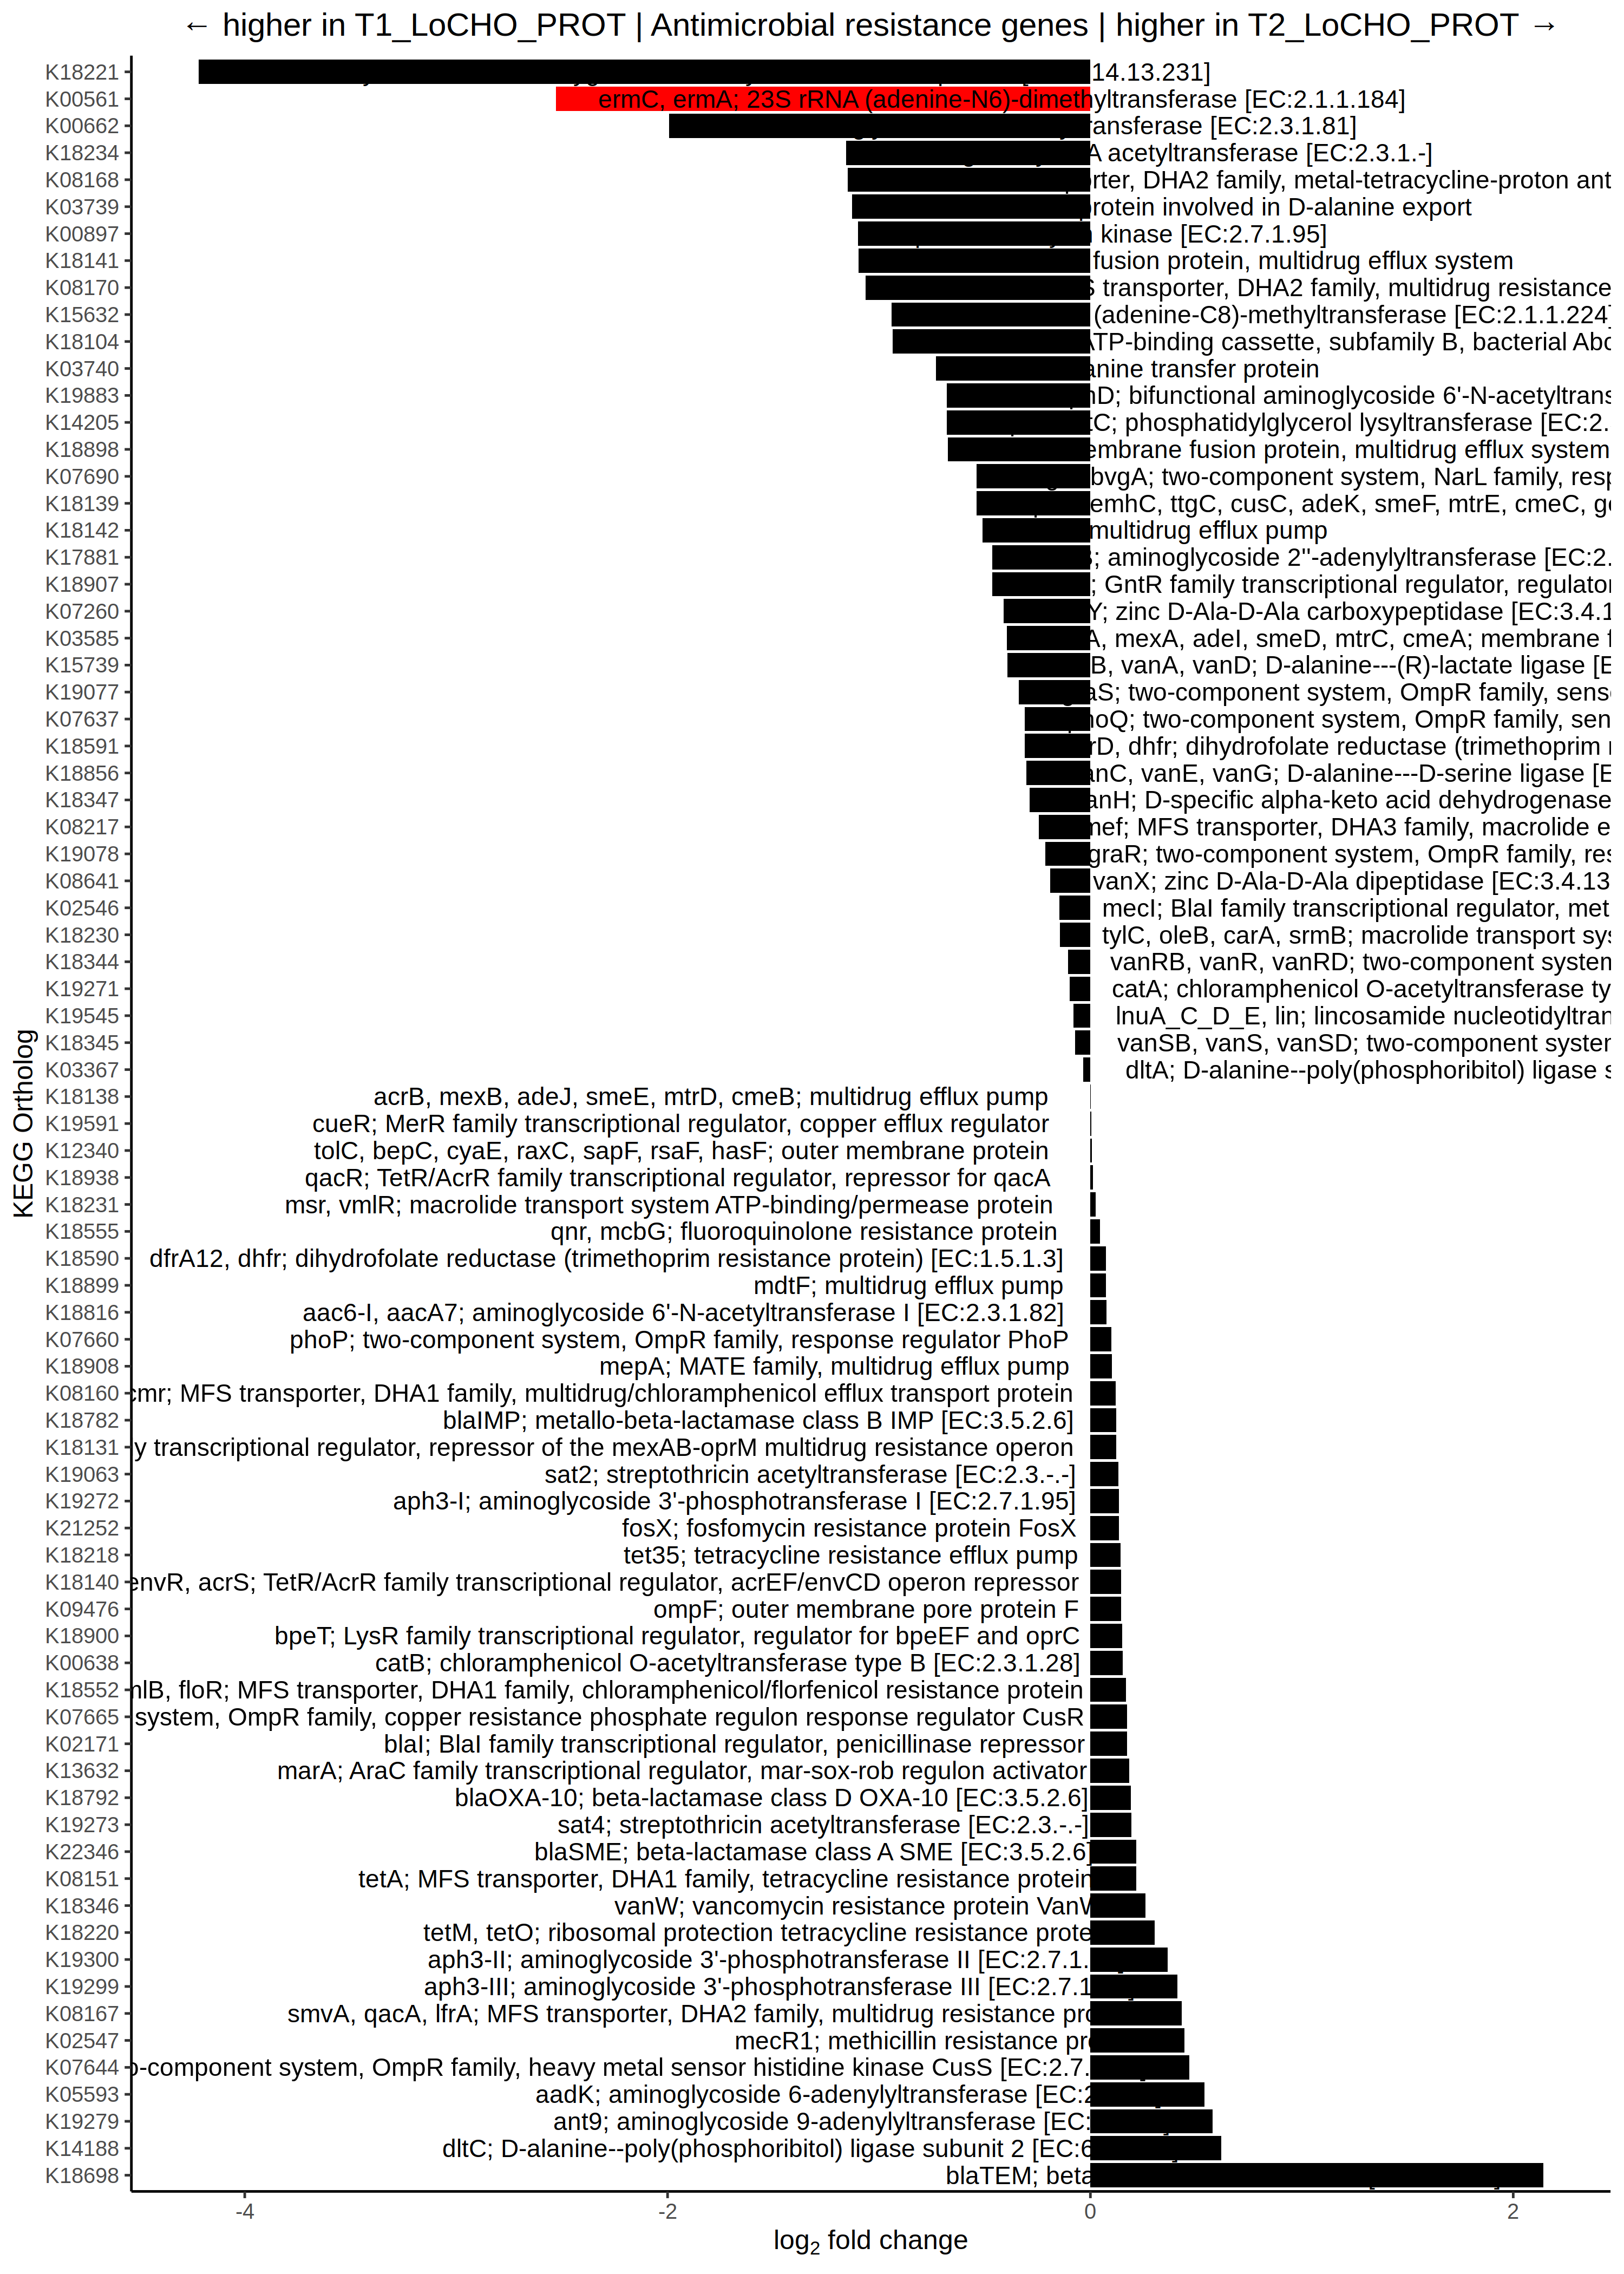 ← higher in T1_LoCHO_PROT | Antimicrobial resistance genes | higher in T2_LoCHO_PROT →
K18221 14.13.231]
K00561 ermC, ermA; 23S rRNA (adenine-N6)-dimethyltransferase [EC:2.1.1.184]
K00662 ansferase [EC:2.3.1.81]
K18234 A acetyltransferase [EC:2.3.1.-]
K08168 rter, DHA2 family, metal-tetracycline-proton ant
K03739 protein involved in D-alanine export
K00897 kinase [EC:2.7.1.95]
K18141 fusion protein, multidrug efflux system
K08170 transporter, DHA2 family, multidrug resistance
K15632 (adenine-C8)-methyltransferase [EC:2.1.1.224]
K18104 ATP-binding cassette, subfamily B, bacterial Abc
K03740 anine transfer protein
K19883 D; bifunctional aminoglycoside 6'-N-acetyltrans
K14205 C; phosphatidylglycerol lysyltransferase [EC:2.
K18898 embrane fusion protein, multidrug efflux system
K07690 bvgA; two-component system, NarL family, resp
K18139 emhC, ttgC, cusC, adeK, smeF, mtrE, cmeC, ge
K18142 multidrug efflux pump
K17881 ; aminoglycoside 2''-adenylyltransferase [EC:2.
K18907 ; GntR family transcriptional regulator, regulator
K07260 Y; zinc D-Ala-D-Ala carboxypeptidase [EC:3.4.1
K03585 A, mexA, adeI, smeD, mtrC, cmeA; membrane f
K15739 B, vanA, vanD; D-alanine---(R)-lactate ligase [E
K19077 aS; two-component system, OmpR family, sens
K07637 hoQ; two-component system, OmpR family, sen
K18591 rD, dhfr; dihydrofolate reductase (trimethoprim r
K18856 anC, vanE, vanG; D-alanine---D-serine ligase [E
K18347 anH; D-specific alpha-keto acid dehydrogenase
K08217 mef; MFS transporter, DHA3 family, macrolide e
K19078 graR; two-component system, OmpR family, res
K08641 vanX; zinc D-Ala-D-Ala dipeptidase [EC:3.4.13
K02546 mecI; BlaI family transcriptional regulator, met
K18230 tylC, oleB, carA, srmB; macrolide transport sys
K18344 vanRB, vanR, vanRD; two-component system
K19271 catA; chloramphenicol O-acetyltransferase ty
K19545 lnuA_C_D_E, lin; lincosamide nucleotidyltran
K18345 vanSB, vanS, vanSD; two-component system
K03367 dltA; D-alanine--poly(phosphoribitol) ligase s
K18138 acrB, mexB, adeJ, smeE, mtrD, cmeB; multidrug efflux pump
K19591 cueR; MerR family transcriptional regulator, copper efflux regulator
K12340 tolC, bepC, cyaE, raxC, sapF, rsaF, hasF; outer membrane protein
K18938 qacR; TetR/AcrR family transcriptional regulator, repressor for qacA
K18231 msr, vmlR; macrolide transport system ATP-binding/permease protein
K18555 qnr, mcbG; fluoroquinolone resistance protein
K18590 dfrA12, dhfr; dihydrofolate reductase (trimethoprim resistance protein) [EC:1.5.1.3]
K18899 mdtF; multidrug efflux pump
K18816 aac6-I, aacA7; aminoglycoside 6'-N-acetyltransferase I [EC:2.3.1.82]
K07660 phoP; two-component system, OmpR family, response regulator PhoP
K18908 mepA; MATE family, multidrug efflux pump
K08160 cmr; MFS transporter, DHA1 family, multidrug/chloramphenicol efflux transport protein
K18782 blaIMP; metallo-beta-lactamase class B IMP [EC:3.5.2.6]
K18131 y transcriptional regulator, repressor of the mexAB-oprM multidrug resistance operon
K19063 sat2; streptothricin acetyltransferase [EC:2.3.-.-]
K19272 aph3-I; aminoglycoside 3'-phosphotransferase I [EC:2.7.1.95]
K21252 fosX; fosfomycin resistance protein FosX
K18218 tet35; tetracycline resistance efflux pump
K18140 envR, acrS; TetR/AcrR family transcriptional regulator, acrEF/envCD operon repressor
K09476 ompF; outer membrane pore protein F
K18900 bpeT; LysR family transcriptional regulator, regulator for bpeEF and oprC
K00638 catB; chloramphenicol O-acetyltransferase type B [EC:2.3.1.28]
K18552 mlB, floR; MFS transporter, DHA1 family, chloramphenicol/florfenicol resistance protein
K07665 system, OmpR family, copper resistance phosphate regulon response regulator CusR
K02171 blaI; BlaI family transcriptional regulator, penicillinase repressor
K13632 marA; AraC family transcriptional regulator, mar-sox-rob regulon activator
K18792 blaOXA-10; beta-lactamase class D OXA-10 [EC:3.5.2.6]
K19273 sat4; streptothricin acetyltransferase [EC:2.3.-.-]
K22346 blaSME; beta-lactamase class A SME [EC:3.5.2.6]
K08151 tetA; MFS transporter, DHA1 family, tetracycline resistance protein
K18346 vanW; vancomycin resistance protein VanW
K18220 tetM, tetO; ribosomal protection tetracycline resistance prote
K19300 aph3-II; aminoglycoside 3'-phosphotransferase II [EC:2.7.1.
K19299 aph3-III; aminoglycoside 3'-phosphotransferase III [EC:2.7.1
K08167 smvA, qacA, lfrA; MFS transporter, DHA2 family, multidrug resistance pro
K02547 mecR1; methicillin resistance pro
K07644 o-component system, OmpR family, heavy metal sensor histidine kinase CusS [EC:2.7.
K05593 aadK; aminoglycoside 6-adenylyltransferase [EC:2
K19279 ant9; aminoglycoside 9-adenylyltransferase [EC:
K14188 dltC; D-alanine--poly(phosphoribitol) ligase subunit 2 [EC:6
K18698 blaTEM; beta
KEGG Ortholog
-4 -2 0 2
log2 fold change